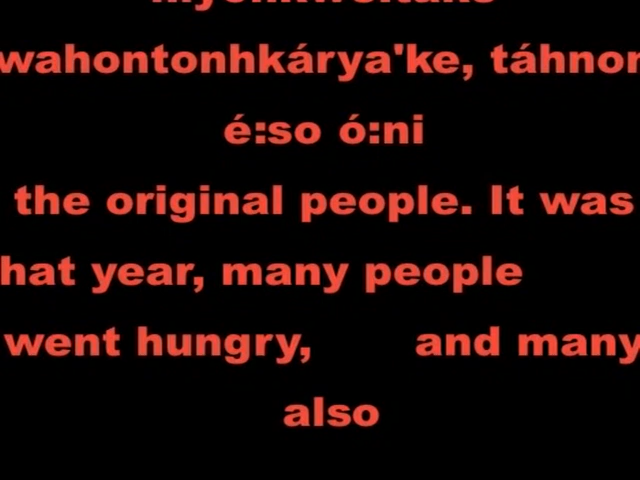 wahontonhkárya'ke, táhnon
é:so ó:ni
the original people. It was
hat year, many people
went hungry, and many
also